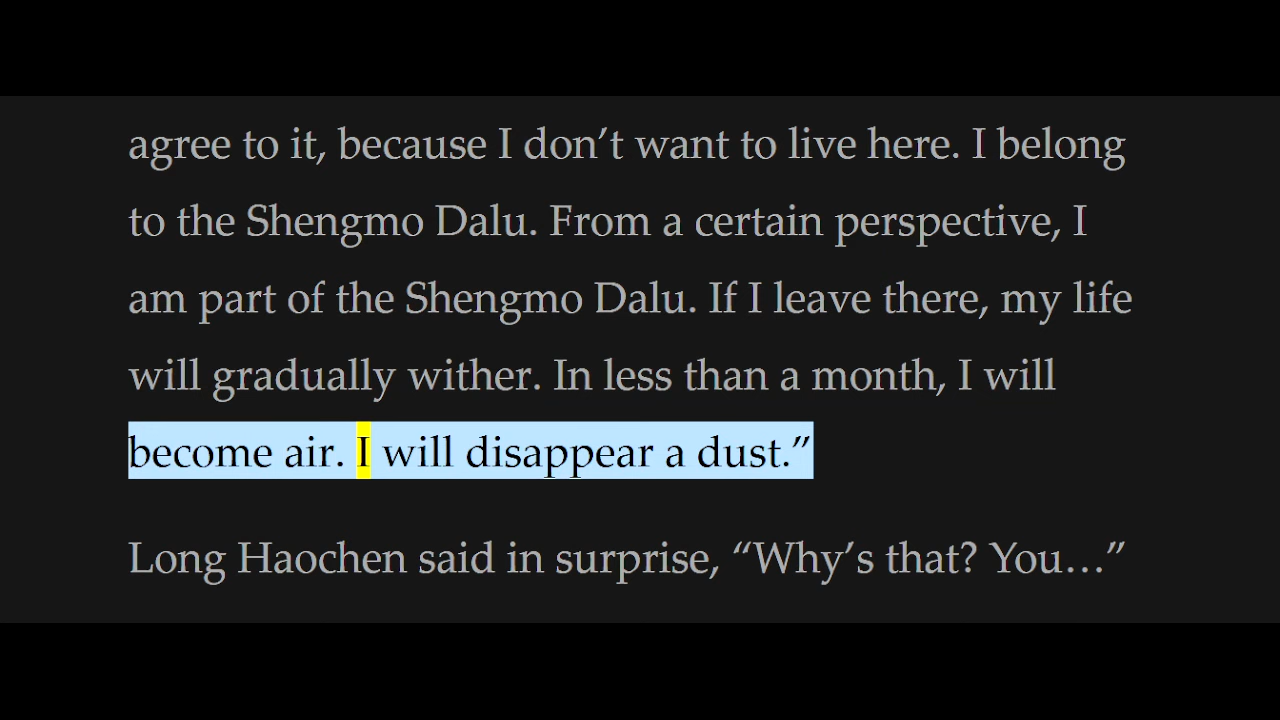 agree to it, because I don’t want to live here. I belong
to the Shengmo Dalu. From a certain perspective, I
am part of the Shengmo Dalu. If I leave there, my life
will gradually wither. In less than a month, I will
become air. I will disappear a dust.”
Long Haochen said in surprise, “Why’s that? You…”